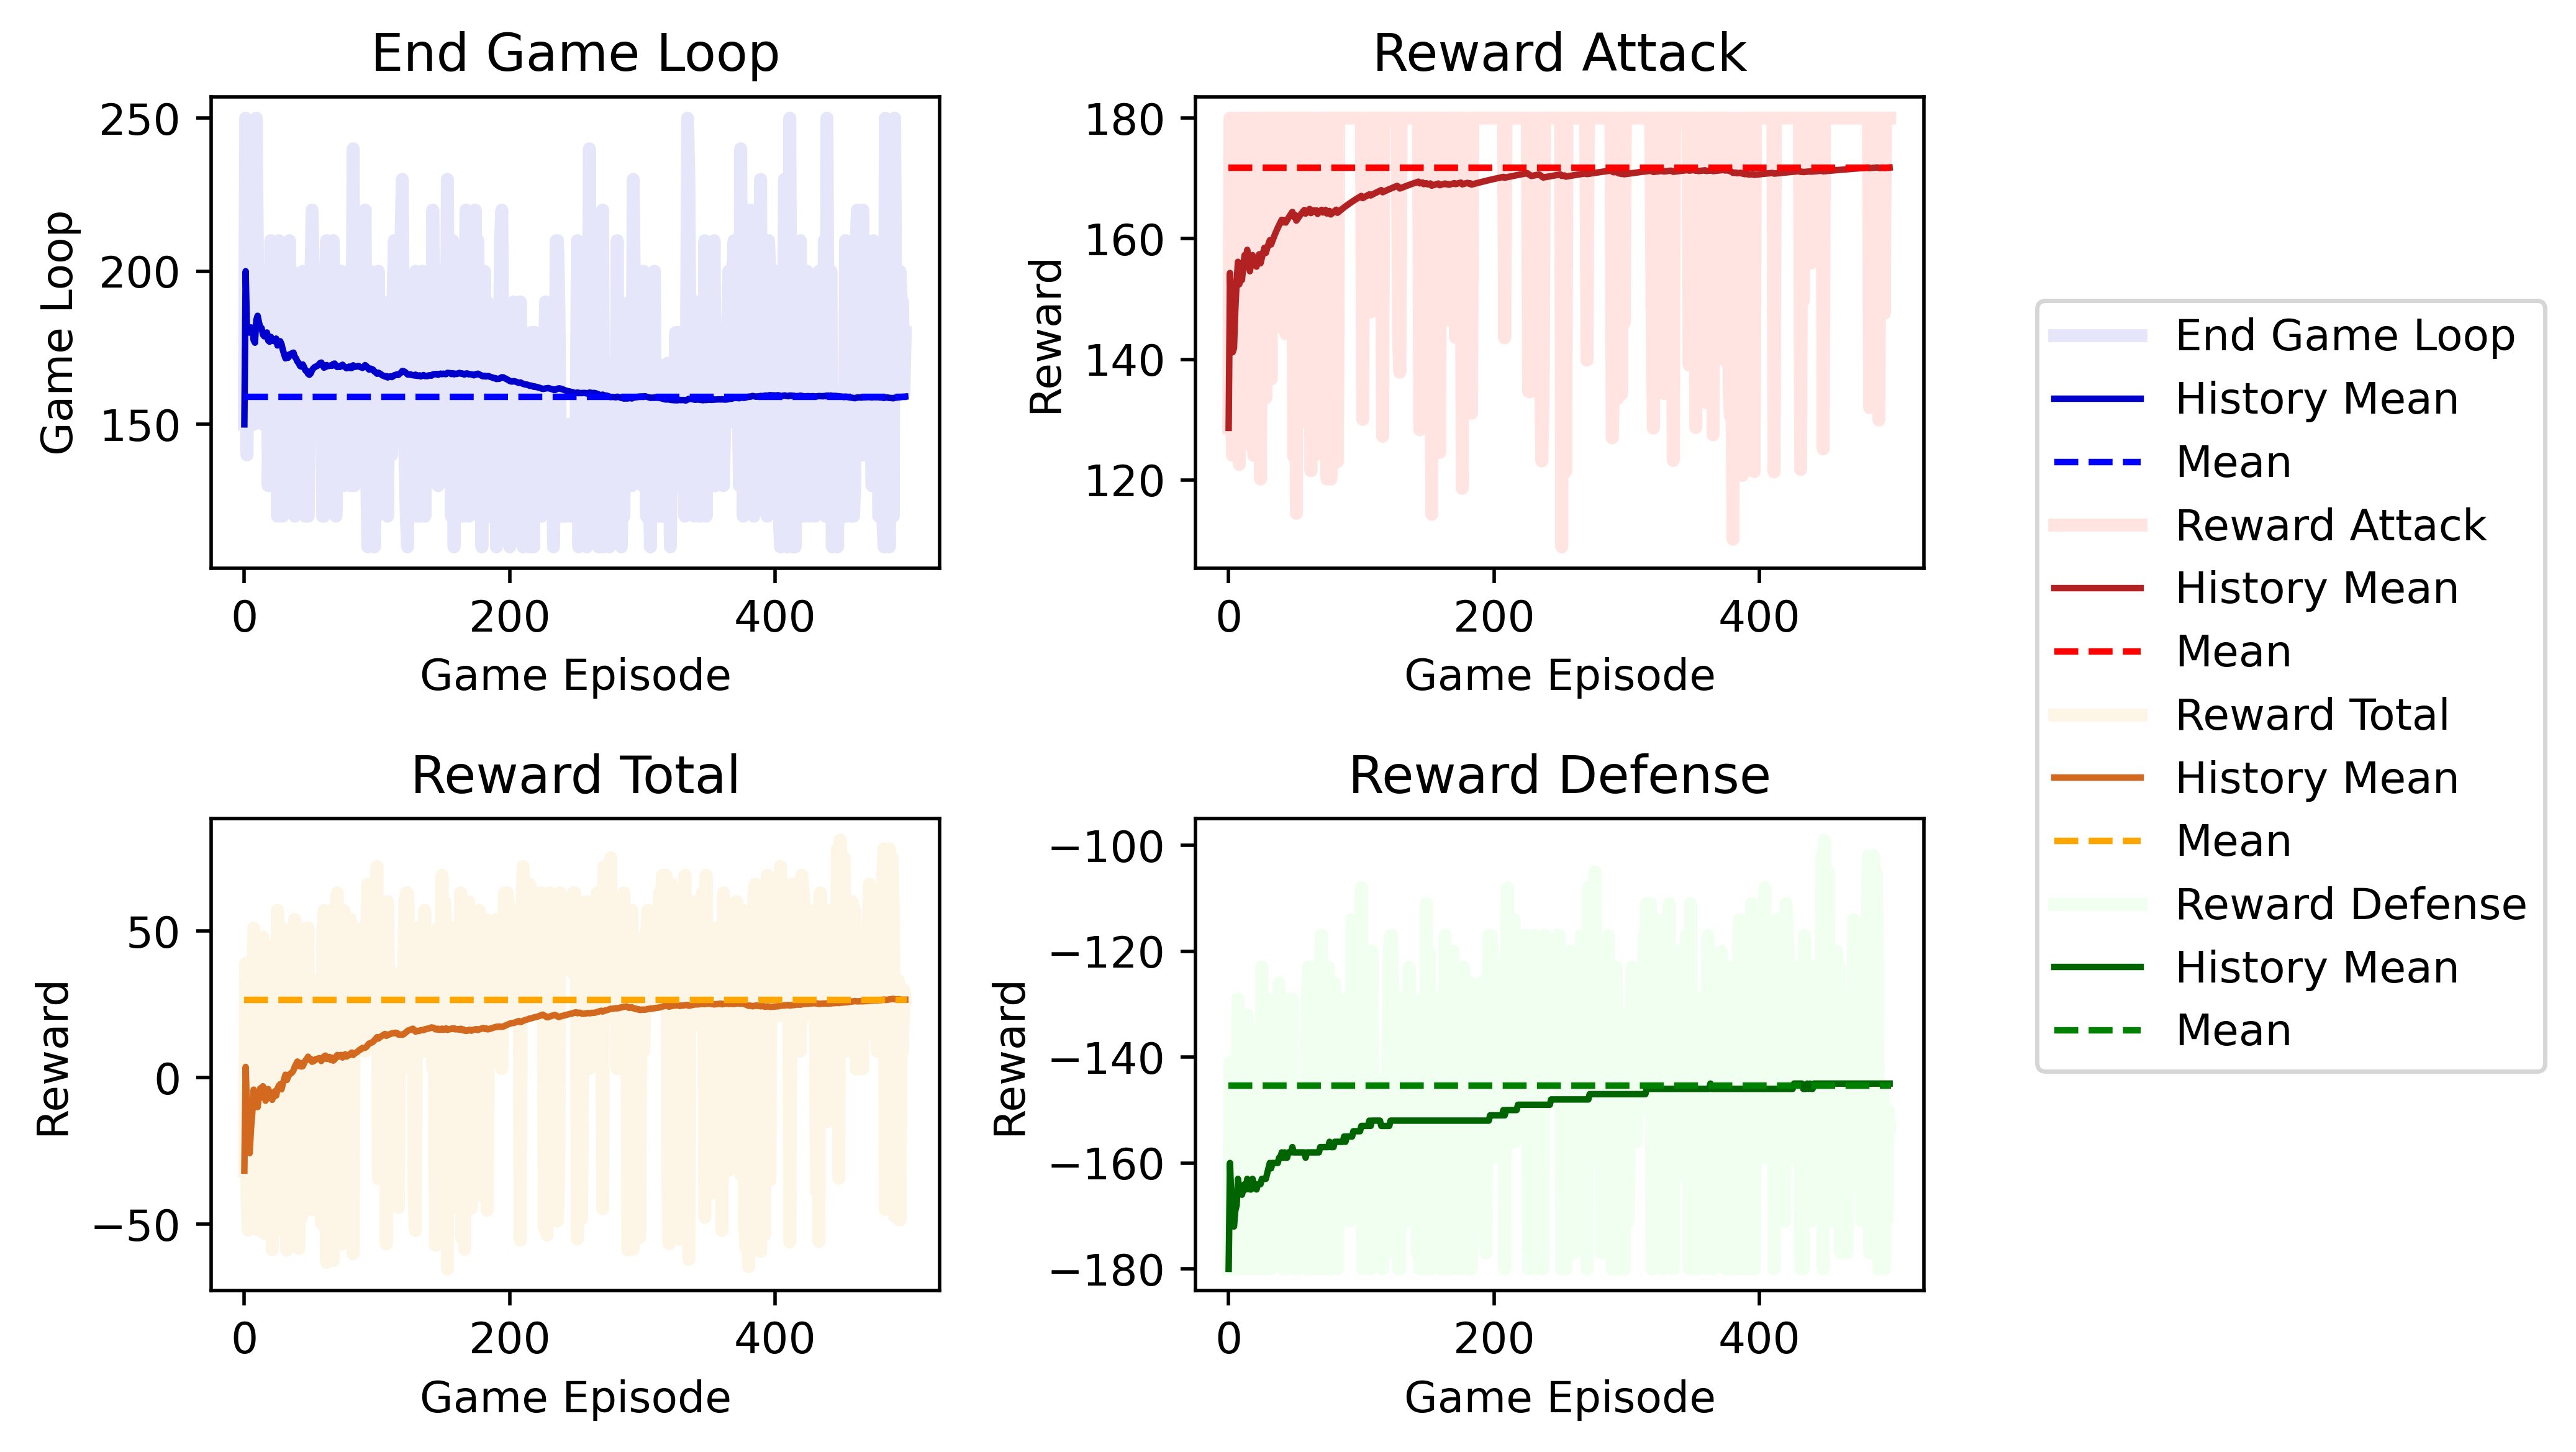 End Game Loop
250
200
150
Game Loop
0
200
400
Game Episode
Reward Attack
180
160
140
120
Reward
0
200
400
Game Episode
Reward Total
50
0
−50
Reward
0
200
400
Game Episode
Reward Defense
−100
−120
−140
−160
−180
Reward
0
200
400
Game Episode
End Game Loop
History Mean
Mean
Reward Attack
History Mean
Mean
Reward Total
History Mean
Mean
Reward Defense
History Mean
Mean